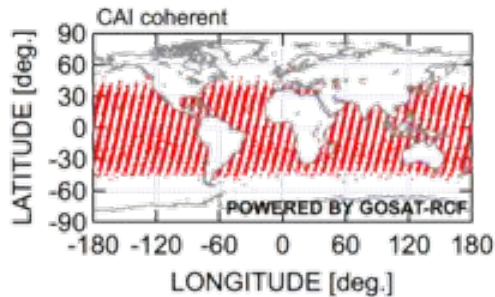 CAI coherent
90
60
30
0
-30
-60
-90
LATITUDE [deg.]
POWERED BY GOSAT-RCF
-180 -120 -60 0 60 120 180
LONGITUDE [deg.]